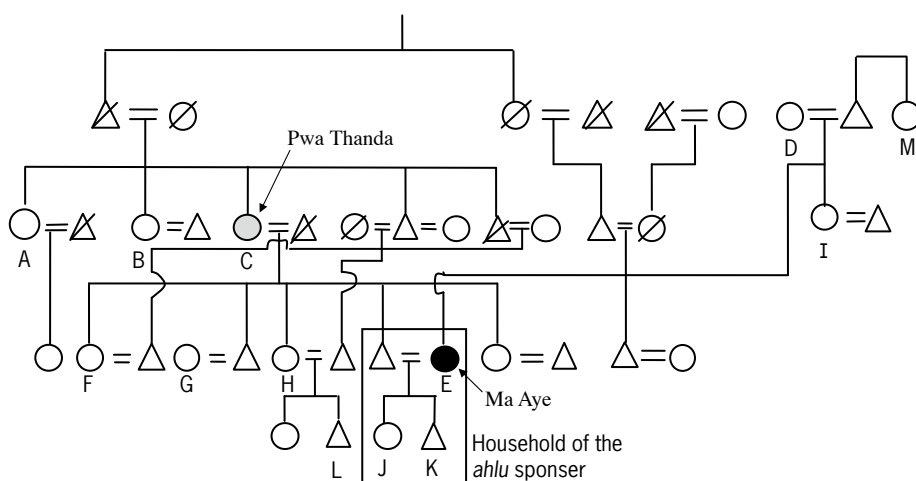 Pwa Thanda
D
M
A
B
C
I
F
G
H
E
Ma Aye
L
J
K
Household of the
ahlu sponser